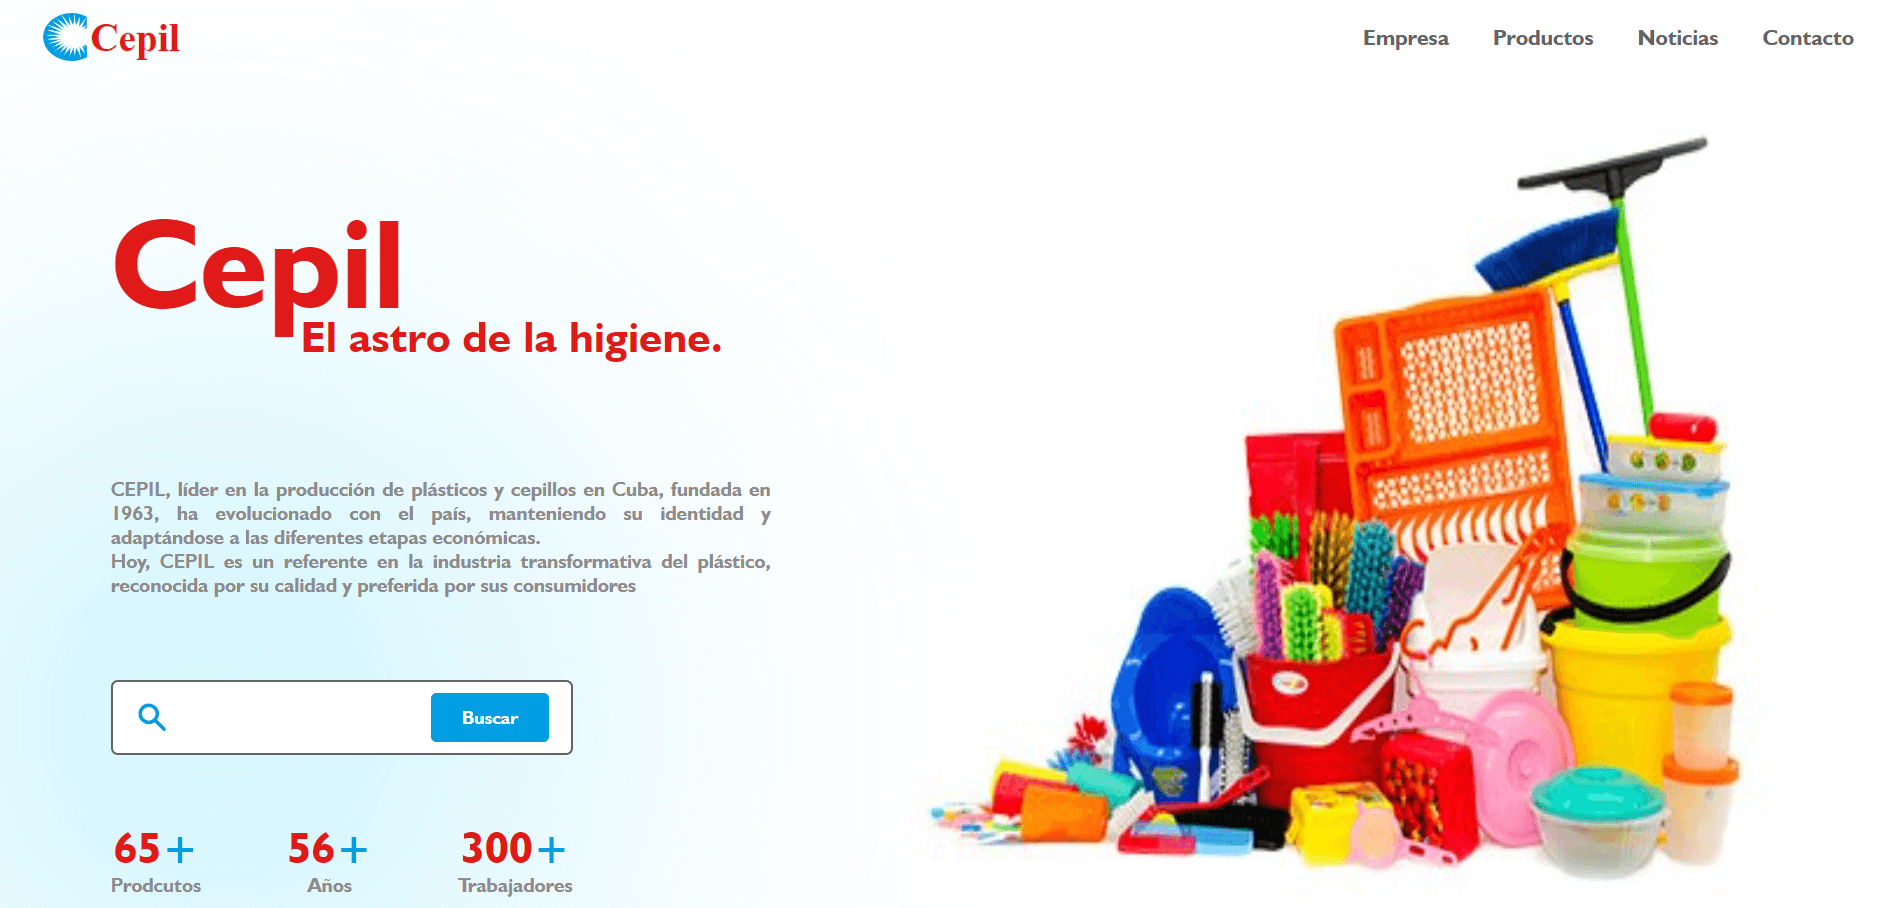 Cepil
Empresa Productos Noticias Contacto
Cepil
El astro de la higiene.
CEPIL, líder en la producción de plásticos y cepillos en Cuba, fundada en
1963, ha evolucionado con el país, manteniendo su identidad y
adaptándose a las diferentes etapas económicas.
Hoy, CEPIL es un referente en la industria transformativa del plástico,
reconocida por su calidad y preferida por sus consumidores
Buscar
65+ 56+ 300+
Prodcutos Años Trabajadores